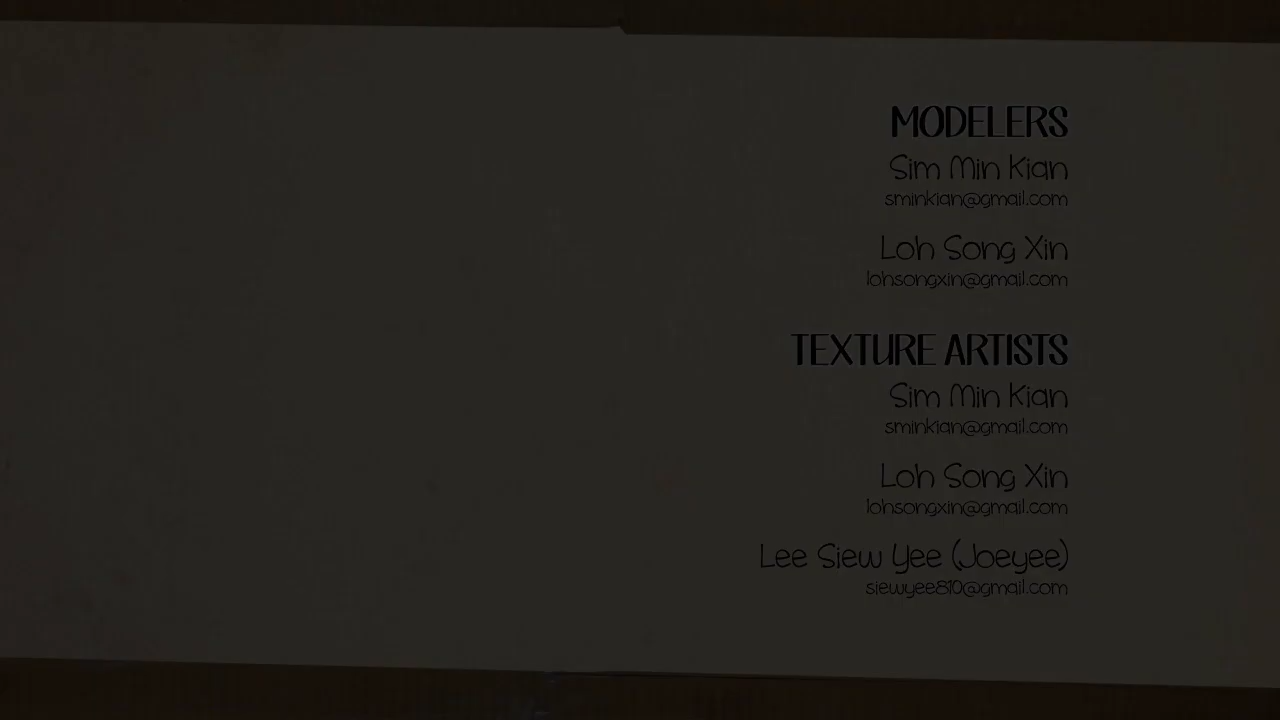 MODELERS
Sim Min Kian
sminkian@gmail.com
Loh Song Xin
lohsongxin@gmail.com
TEXTURE ARTISTS
Sim Min Kian
sminkian@gmail.com
Loh Song Xin
lohsongxin@gmail.com
Lee Siew Yee (Joeyee)
siewyee810@gmail.com